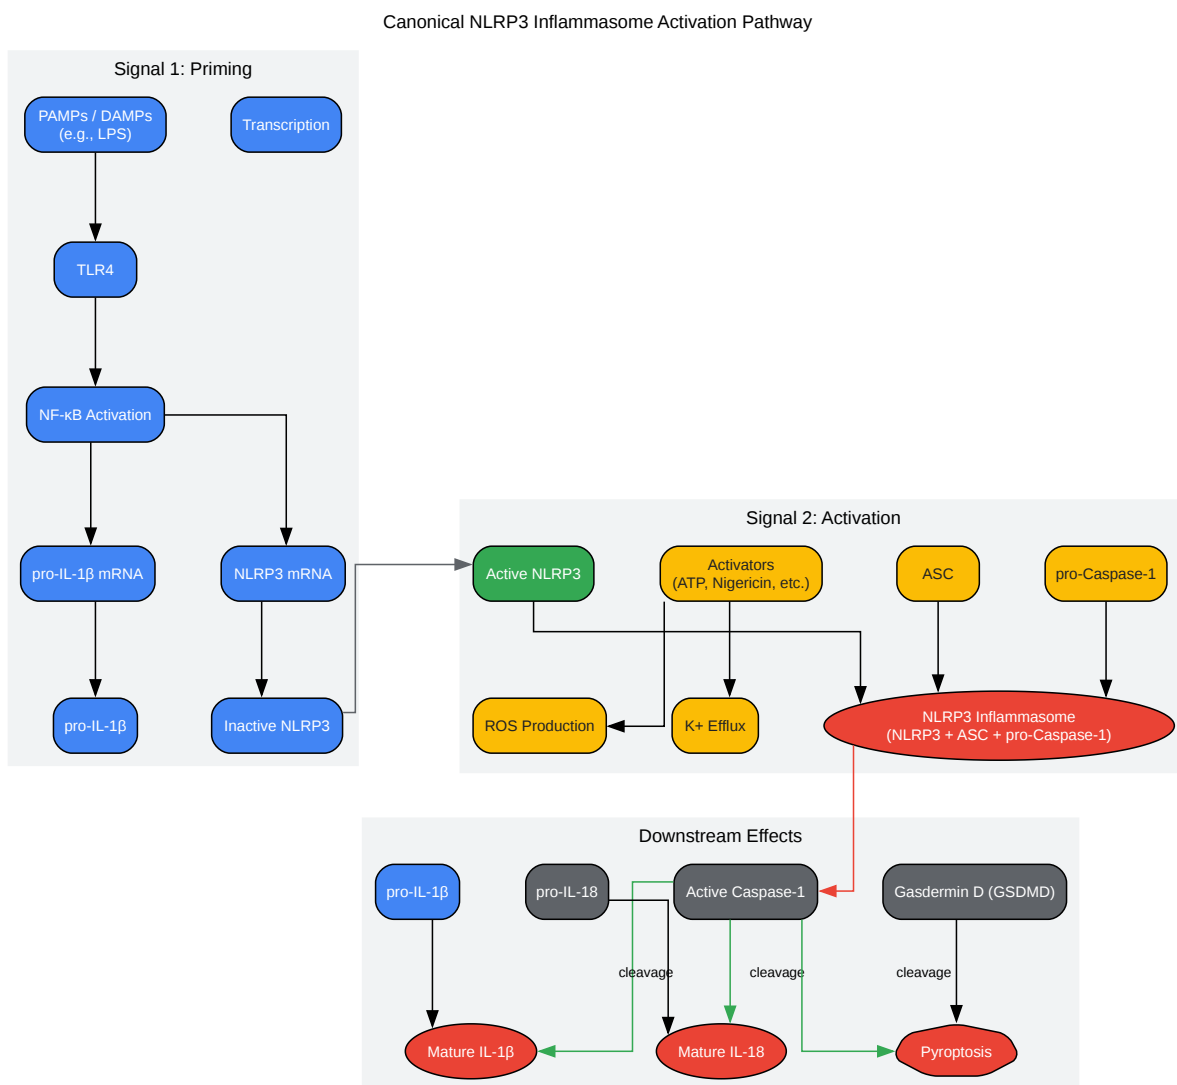 Canonical NLRP3 Inflammasome Activation Pathway
Signal 1: Priming
PAMPs / DAMPs
(e.g., LPS)
Transcription
TLR4
NF-κB Activation
pro-IL-1β mRNA
NLRP3 mRNA
pro-IL-1β
Inactive NLRP3
Signal 2: Activation
Active NLRP3
Activators
(ATP, Nigericin, etc.)
ASC
pro-Caspase-1
ROS Production
K+ Efflux
NLRP3 Inflammasome
(NLRP3 + ASC + pro-Caspase-1)
Downstream Effects
pro-IL-1β
pro-IL-18
Active Caspase-1
Gasdermin D (GSDMD)
cleavage
cleavage
cleavage
Mature IL-1β
Mature IL-18
Pyroptosis